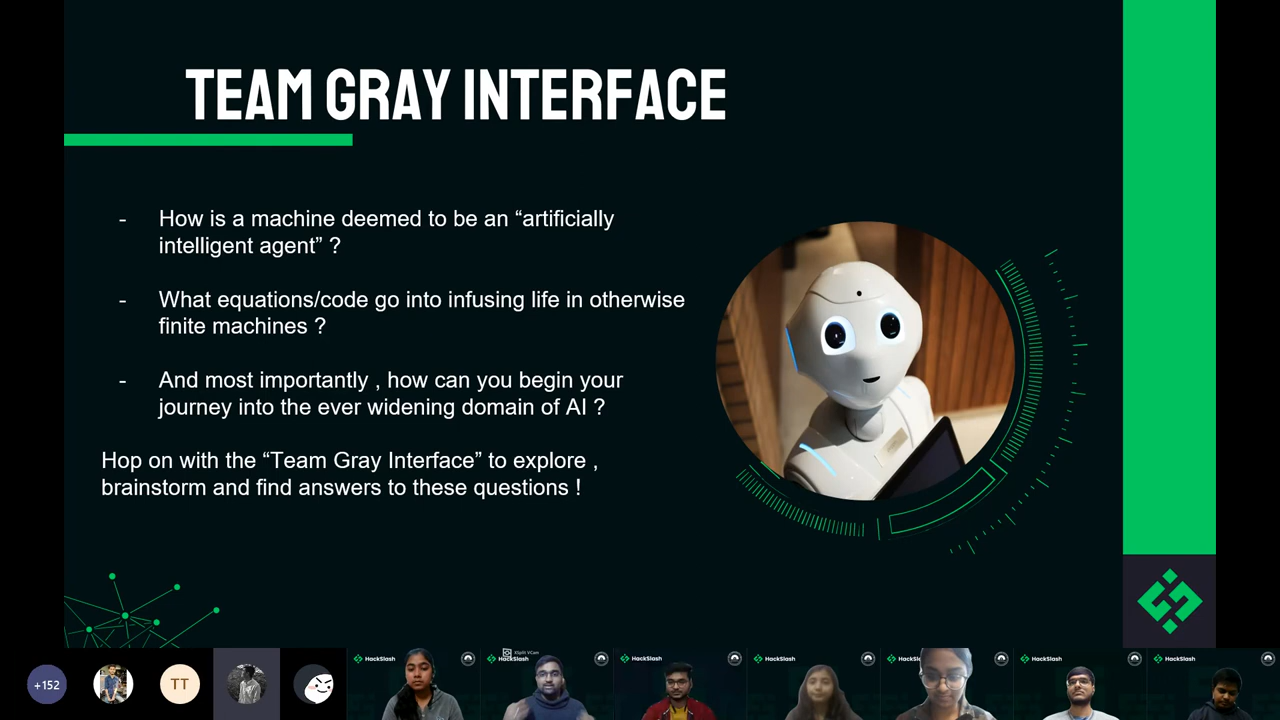 TEAM GRAY INTERFACE
- How is a machine deemed to be an “artificially
intelligent agent” ?
- What equations/code go into infusing life in otherwise
finite machines ?
- And most importantly , how can you begin your
journey into the ever widening domain of AI ?
Hop on with the “Team Gray Interface” to explore ,
brainstorm and find answers to these questions !
+152
TT
HackSlash
XSplit VCam
HackSlash
HackSlash
HackSlash
HackSlash
HackSlash